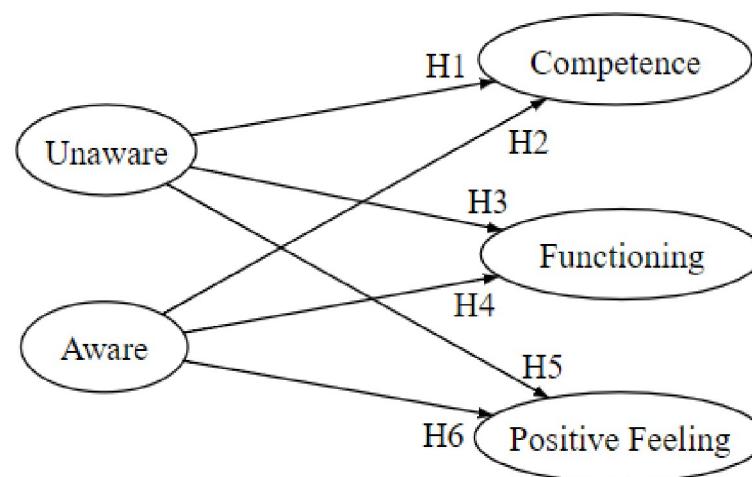 H1
Competence
Unaware
H2
H3
Functioning
H4
Aware
H5
H6
Positive Feeling